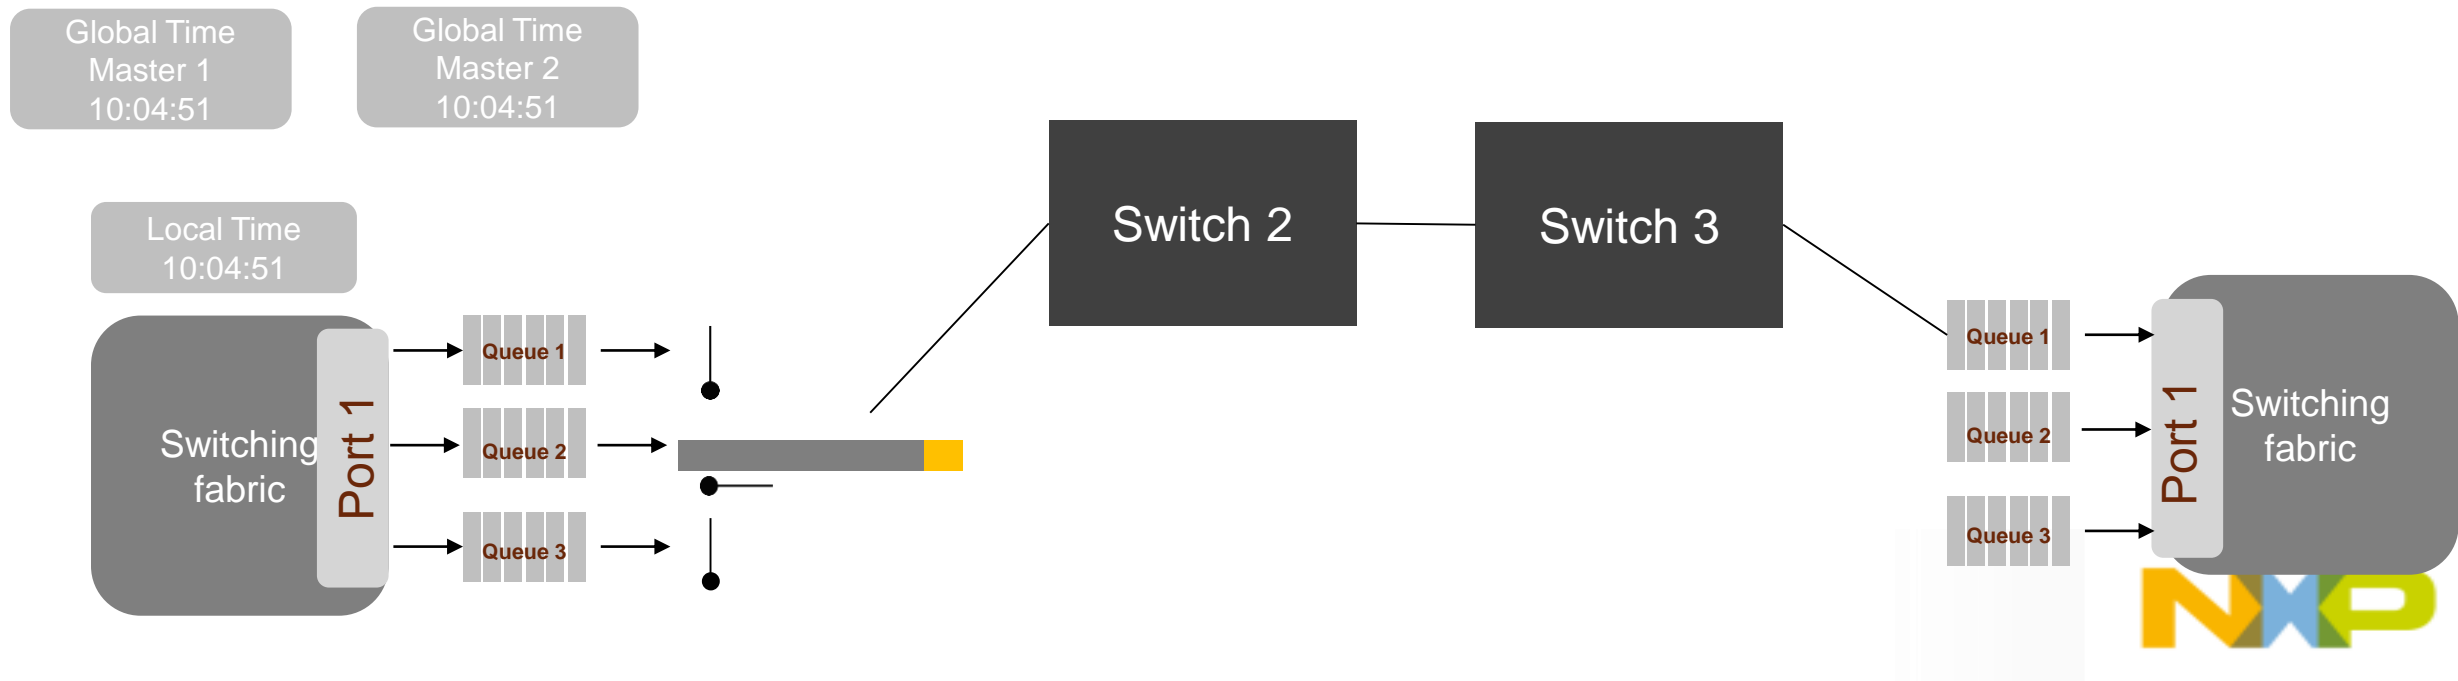 Global Time
Master 1
10:04:51
Global Time
Master 2
10:04:51
Local Time
10:04:51
Switch 2
Switch 3
Switching
fabric
Port 1
Queue 1
Queue 2
Queue 3
Queue 1
Queue 2
Queue 3
Port 1
Switching
fabric
NXP